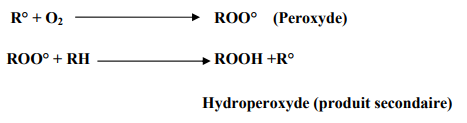 R° + O₂ ⟶ ROO° (Peroxyde)
ROO° + RH ⟶ ROOH +R°
Hydroperoxyde (produit secondaire)